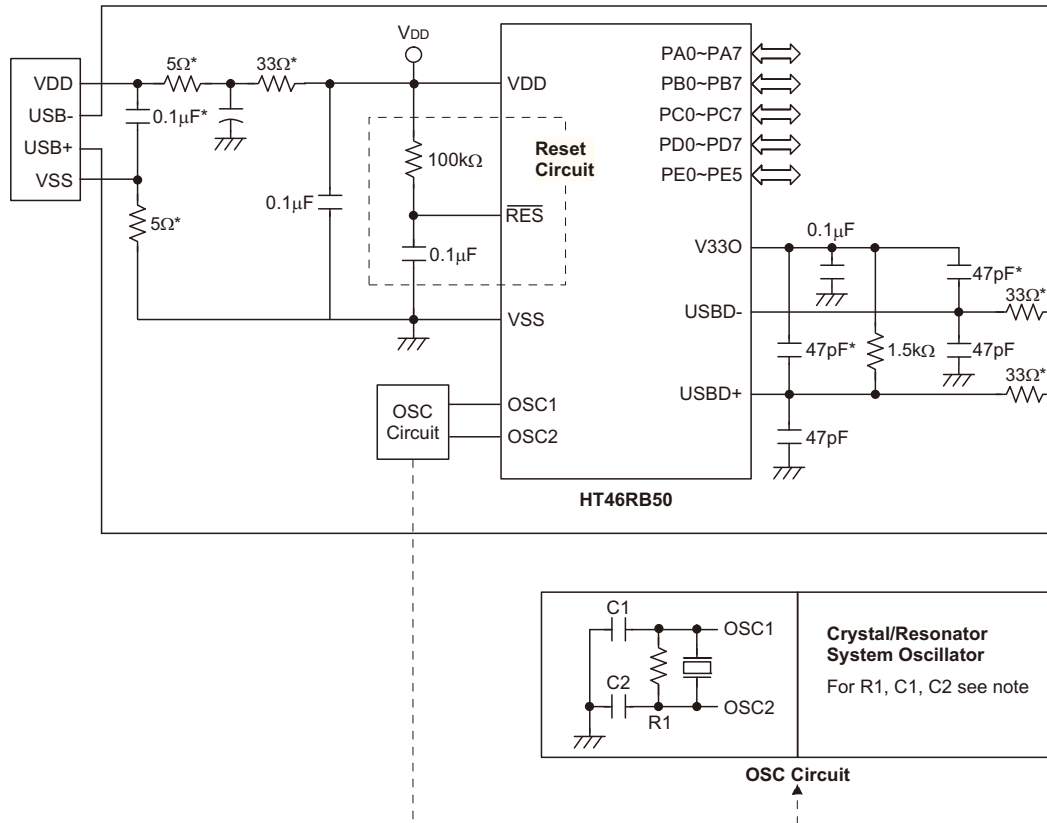 VDD
USB-
USB+
VSS
5Ω*
33Ω*
0.1μF*
5Ω*
VDD
0.1μF
100kΩ
Reset
Circuit
0.1μF
VDD
RES
VSS
OSC1
OSC2
OSC
Circuit
PA0~PA7
PB0~PB7
PC0~PC7
PD0~PD7
PE0~PE5
V33O
USBD-
USBD+
HT46RB50
0.1μF
47pF*
33Ω*
47pF*
1.5kΩ
47pF
33Ω*
47pF
C1
OSC1
C2
OSC2
R1
Crystal/Resonator
System Oscillator
For R1, C1, C2 see note
OSC Circuit